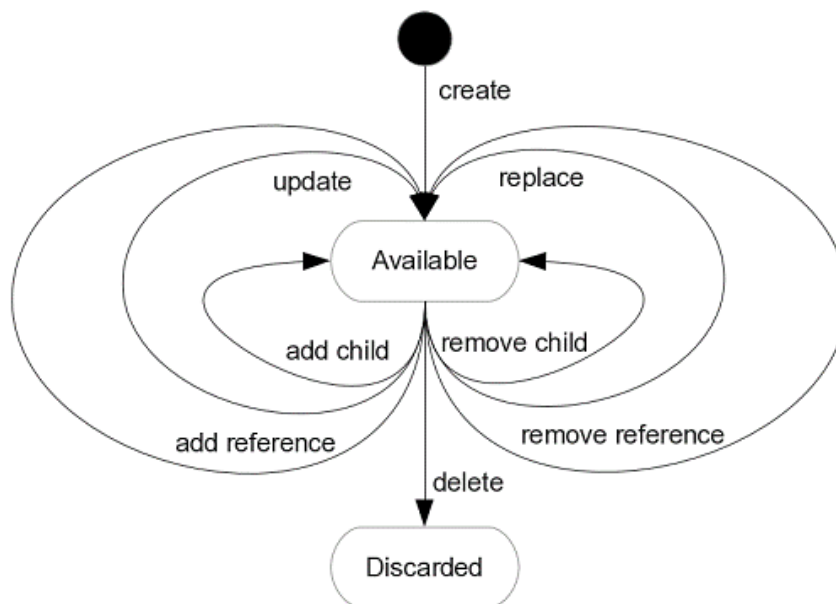 create
update
replace
Available
add child
remove child
add reference
remove reference
delete
Discarded